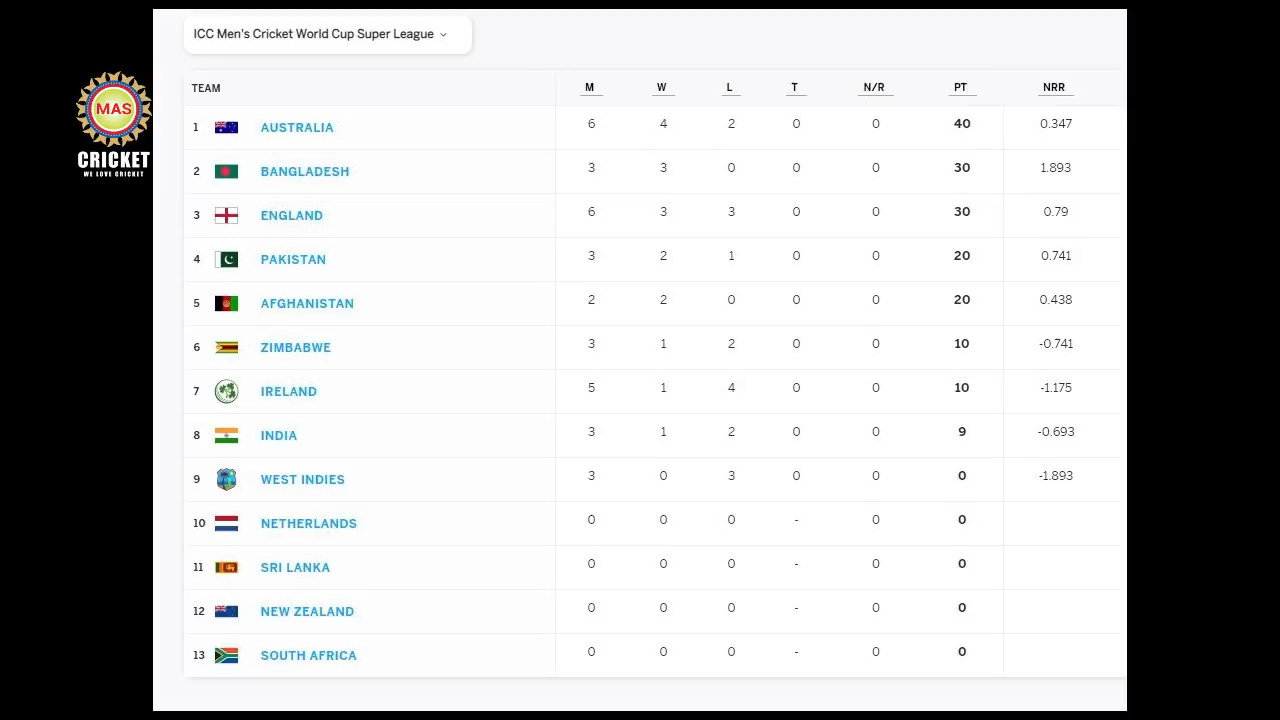 ICC Men's Cricket World Cup Super League
MAS
CRICKET
WE LOVE CRICKET
TEAM M W L T N/R PT NRR
1 AUSTRALIA 6 4 2 0 0 40 0.347
2 BANGLADESH 3 3 0 0 0 30 1.893
3 ENGLAND 6 3 3 0 0 30 0.79
4 PAKISTAN 3 2 1 0 0 20 0.741
5 AFGHANISTAN 2 2 0 0 0 20 0.438
6 ZIMBABWE 3 1 2 0 0 10 -0.741
7 IRELAND 5 1 4 0 0 10 -1.175
8 INDIA 3 1 2 0 0 9 -0.693
9 WEST INDIES 3 0 3 0 0 0 -1.893
10 NETHERLANDS 0 0 0 - 0 0
11 SRI LANKA 0 0 0 - 0 0
12 NEW ZEALAND 0 0 0 - 0 0
13 SOUTH AFRICA 0 0 0 - 0 0